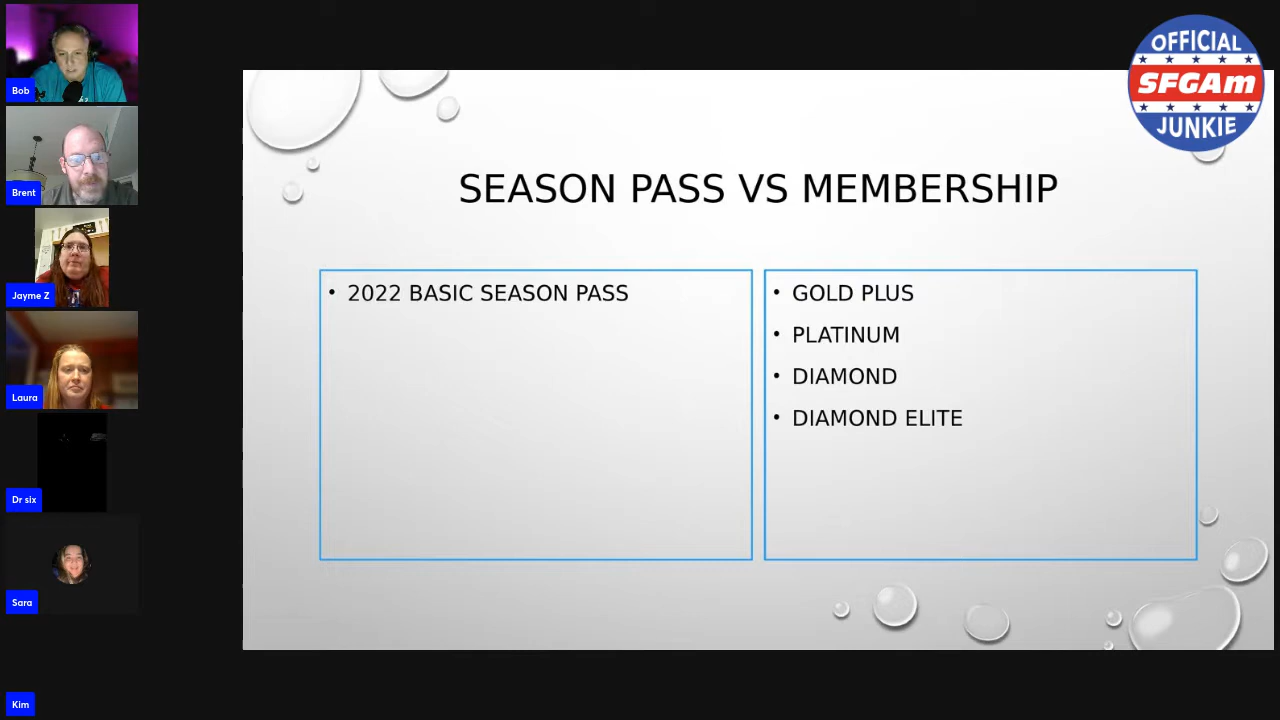 Bob
Brent
Jayme Z
Laura
Dr six
Sara
Kim
OFFICIAL
SFGAm
JUNKIE
SEASON PASS VS MEMBERSHIP
• 2022 BASIC SEASON PASS
• GOLD PLUS
• PLATINUM
• DIAMOND
• DIAMOND ELITE